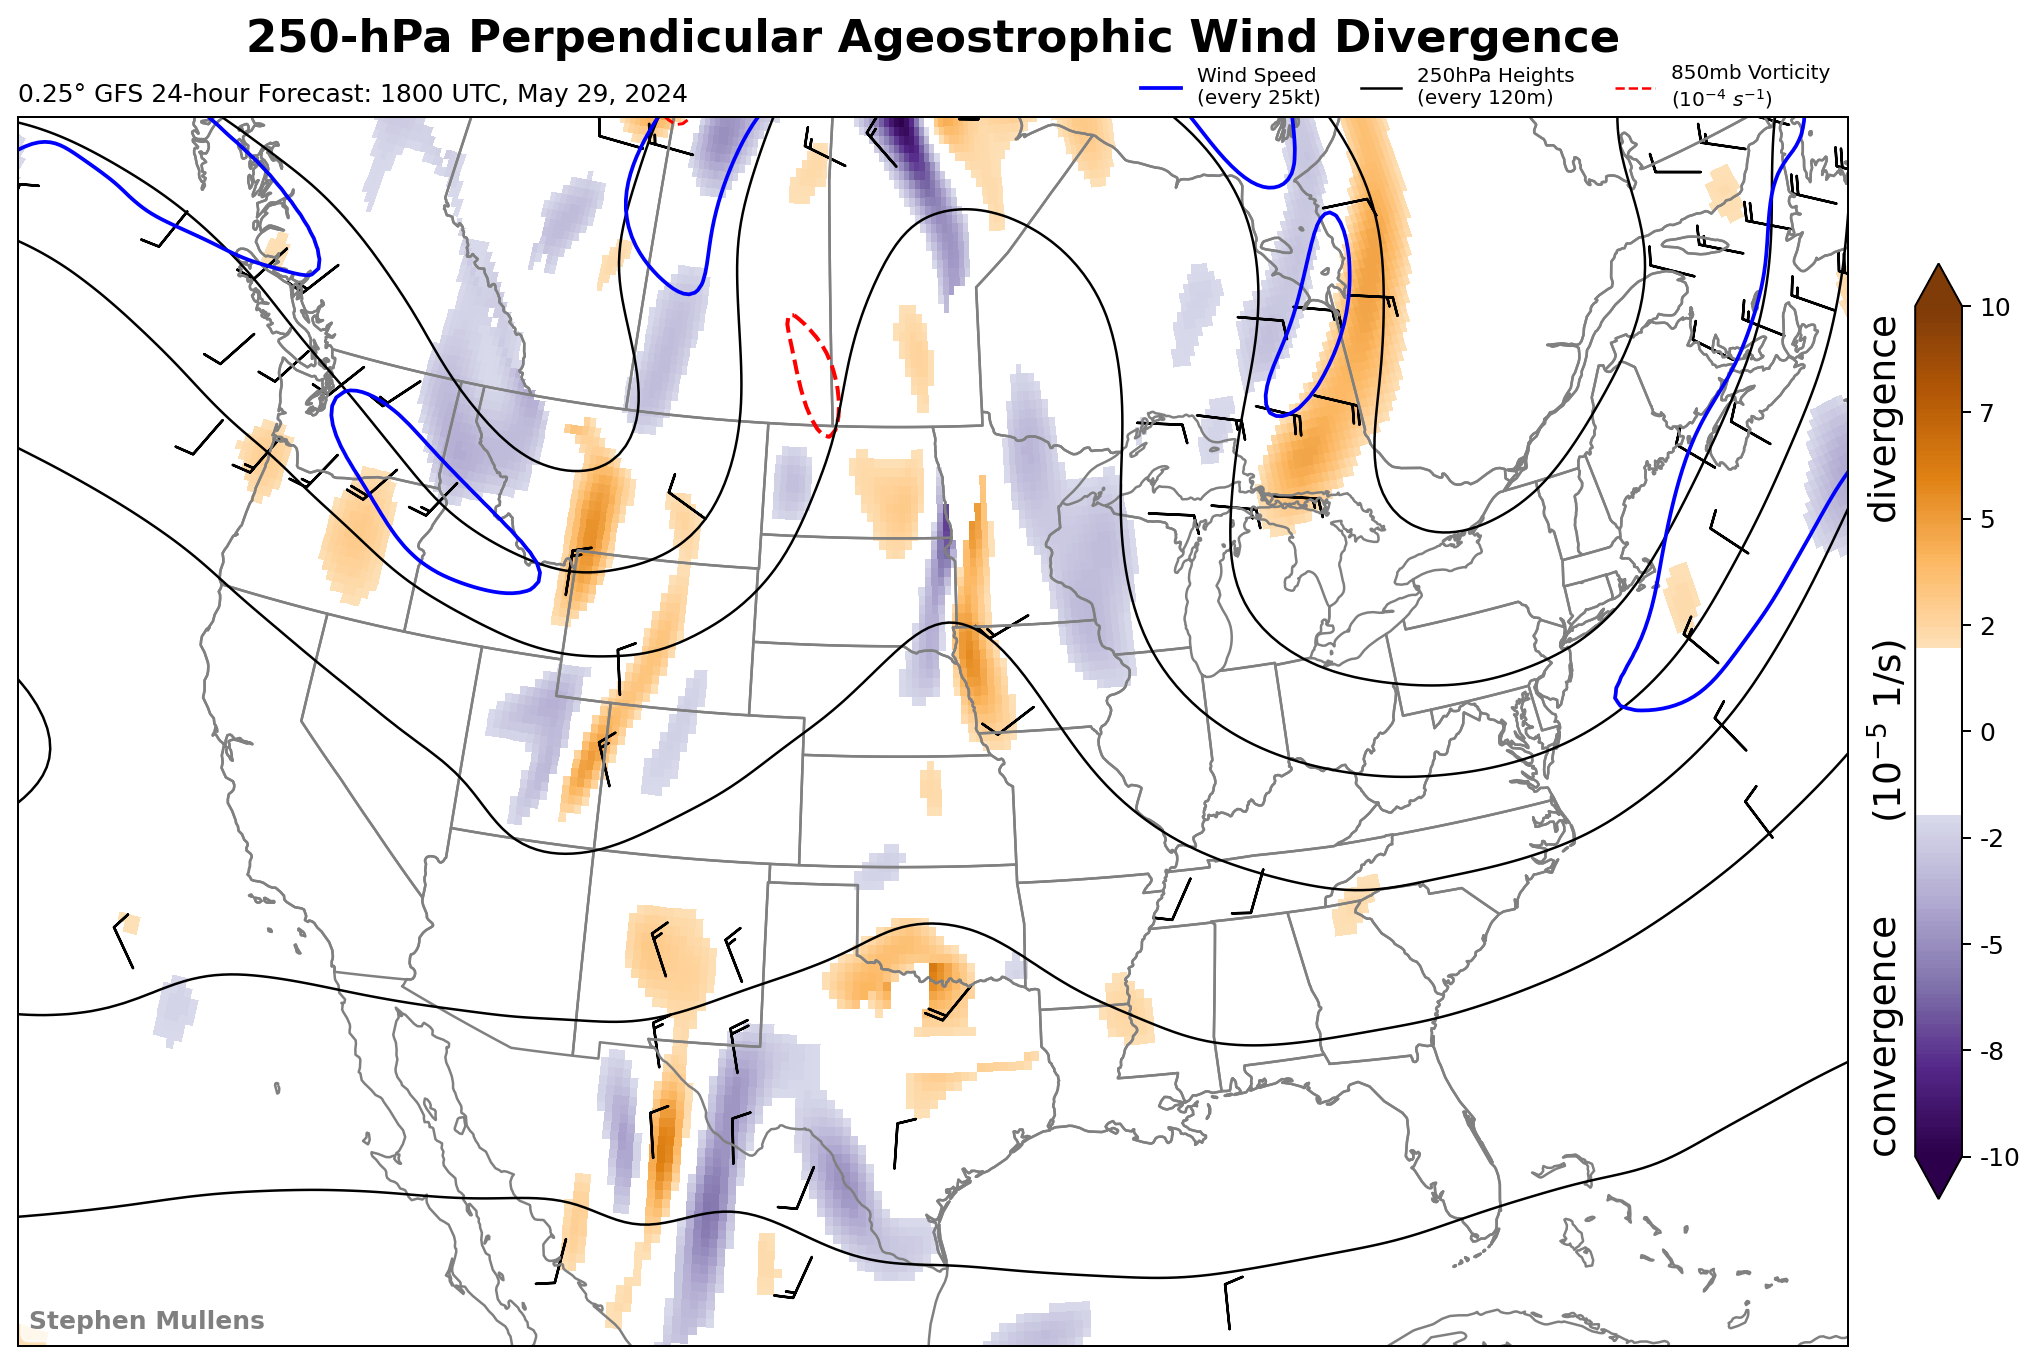 250-hPa Perpendicular Ageostrophic Wind Divergence
0.25° GFS 24-hour Forecast: 1800 UTC, May 29, 2024
Wind Speed
(every 25kt)
250hPa Heights
(every 120m)
850mb Vorticity
(10⁻⁴ s⁻¹)
10
7
5
2
0
-2
-5
-8
-10
convergence (10⁻⁵ 1/s) divergence
Stephen Mullens